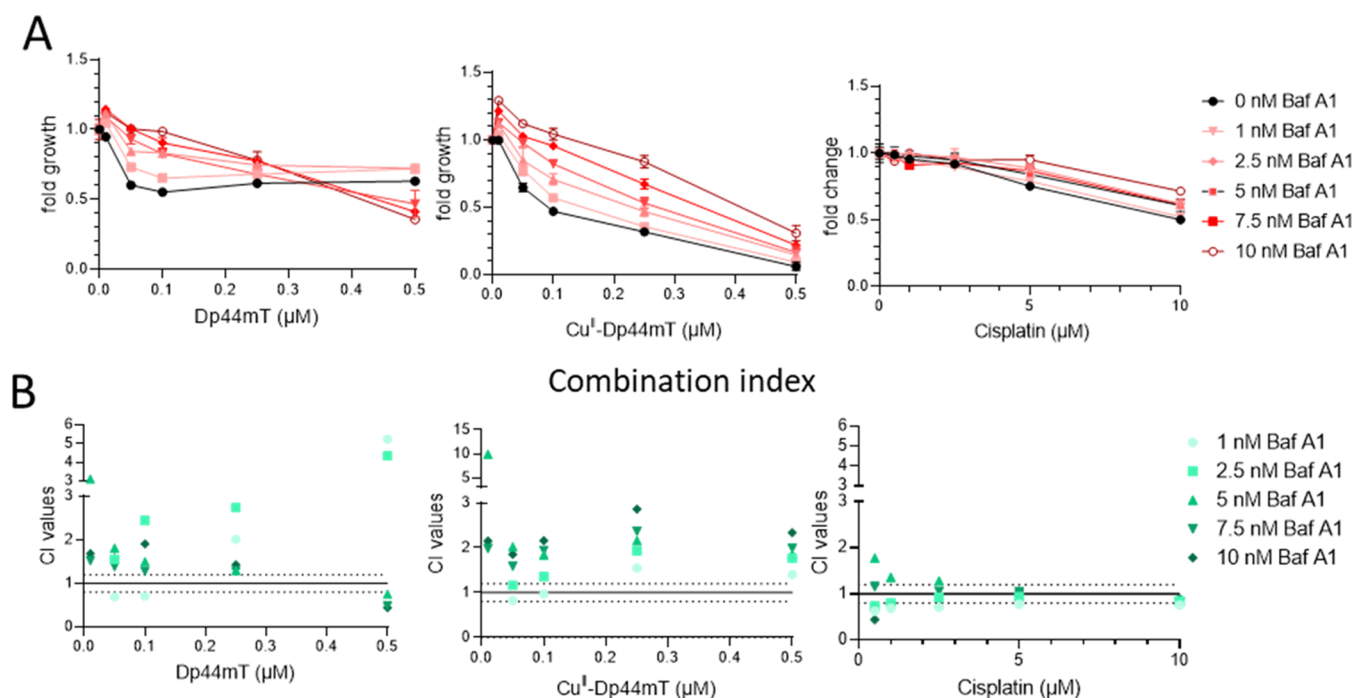 A
fold growth
1.5
1.0
0.5
0.0
0.0 0.1 0.2 0.3 0.4 0.5
Dp44mT (µM)
fold growth
1.5
1.0
0.5
0.0
0.0 0.1 0.2 0.3 0.4 0.5
Cuᴵᴵ-Dp44mT (µM)
fold change
1.5
1.0
0.5
0.0
0 5 10
Cisplatin (µM)
0 nM Baf A1
1 nM Baf A1
2.5 nM Baf A1
5 nM Baf A1
7.5 nM Baf A1
10 nM Baf A1
B
Combination index
CI values
6
5
4
3
3
2
1
0
0.0 0.1 0.2 0.3 0.4 0.5
Dp44mT (µM)
CI values
15
10
5
3
2
1
0
0.0 0.1 0.2 0.3 0.4 0.5
Cuᴵᴵ-Dp44mT (µM)
CI values
6
5
4
3
3
2
1
0
0 5 10
Cisplatin (µM)
1 nM Baf A1
2.5 nM Baf A1
5 nM Baf A1
7.5 nM Baf A1
10 nM Baf A1